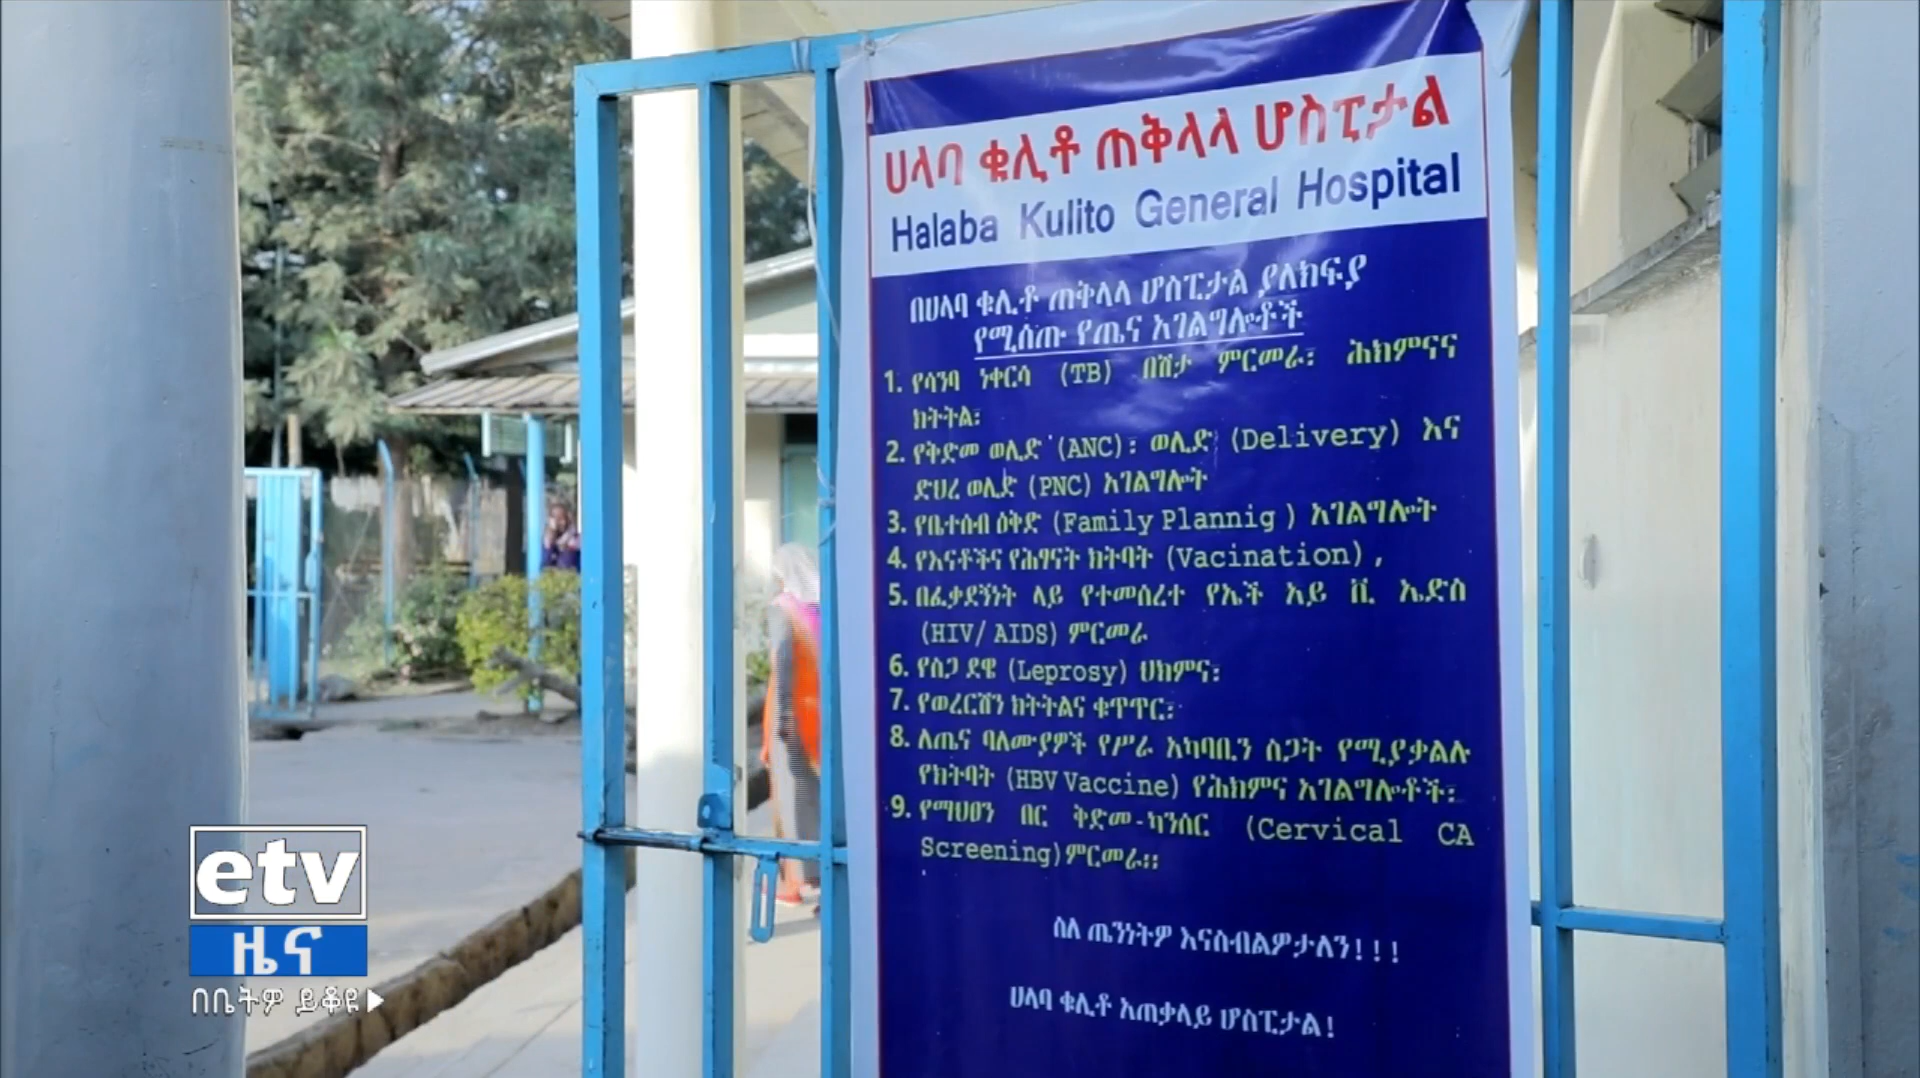 ሀላባ ቁሊቶ ጠቅላላ ሆስፒታል
Halaba Kulito General Hospital
በሀላባ ቁሊቶ ጠቅላላ ሆስፒታል ያለክፍያ
የሚሰጡ የጤና አገልግሎቶች
1. የሳንባ ነቀርሳ (TB) በሽታ ምርመራ፣ ሕክምናና
ክትትል፣
2. የቅድመ ወሊድ (ANC)፣ ወሊድ (Delivery) እና
ድህረ ወሊድ (PNC) አገልግሎት
3. የቤተሰብ ዕቅድ (Family Plannig ) አገልግሎት
4. የእናቶችና የሕፃናት ክትባት (Vacination),
5. በፈቃደኝነት ላይ የተመሰረተ የኤች አይ ቪ ኤድስ
(HIV/ AIDS) ምርመራ
6. የስጋ ደዌ (Leprosy) ህክምና፣
7. የወረርሽኝ ክትትልና ቁጥጥር፣
8. ለጤና ባለሙያዎች የሥራ አካባቢን ስጋት የሚያቃልሉ
የክትባት (HBV Vaccine) የሕክምና አገልግሎቶች፣
9. የማህፀን በር ቅድመ-ካንሰር (Cervical CA
Screening)ምርመራ፡፡
ስለ ጤንነትዎ እናስብልዎታለን!!!
ሀላባ ቁሊቶ አጠቃላይ ሆስፒታል!
etv
ዜና
በቤትዎ ይቆዩ